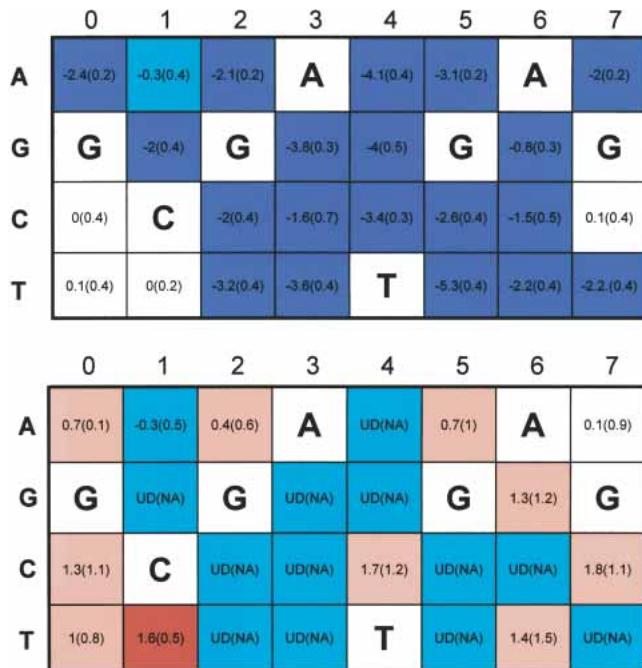 0 1 2 3 4 5 6 7
A -2.4(0.2) -0.3(0.4) -2.1(0.2) A -4.1(0.4) -3.1(0.2) A -2(0.2)
G G -2(0.4) G -3.8(0.3) -4(0.5) G -0.8(0.3) G
C 0(0.4) C -2(0.4) -1.6(0.7) -3.4(0.3) -2.6(0.4) -1.5(0.5) 0.1(0.4)
T 0.1(0.4) 0(0.2) -3.2(0.4) -3.6(0.4) T -5.3(0.4) -2.2(0.4) -2.2.(0.4)
0 1 2 3 4 5 6 7
A 0.7(0.1) -0.3(0.5) 0.4(0.6) A UD(NA) 0.7(1) A 0.1(0.9)
G G UD(NA) G UD(NA) UD(NA) G 1.3(1.2) G
C 1.3(1.1) C UD(NA) UD(NA) 1.7(1.2) UD(NA) UD(NA) 1.8(1.1)
T 1(0.8) 1.6(0.5) UD(NA) UD(NA) T UD(NA) 1.4(1.5) UD(NA)